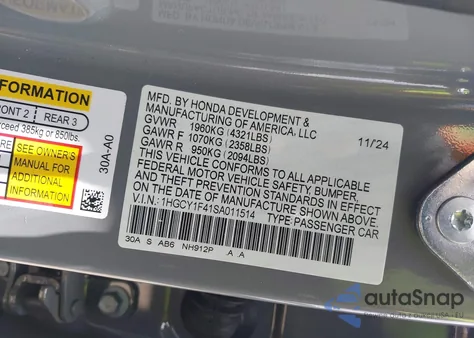 INFORMATION
FRONT 2 | REAR 3
exceed 385kg or 850lbs.
SEE OWNER'S
MANUAL FOR
ADDITIONAL
INFORMATION
30A-A0
MFD. BY HONDA DEVELOPMENT &
MANUFACTURING OF AMERICA, LLC
GVWR 1960KG (4321LBS) 11/24
GAWR F 1070KG (2358LBS)
GAWR R 950KG (2094LBS)
THIS VEHICLE CONFORMS TO ALL APPLICABLE
FEDERAL MOTOR VEHICLE SAFETY, BUMPER,
AND THEFT PREVENTION STANDARDS IN EFFECT
ON THE DATE OF MANUFACTURE SHOWN ABOVE.
V.I.N.: 1HGCY1F41SA011514 TYPE PASSENGER CAR
30A S AB6 NH912P A A
autoSnap